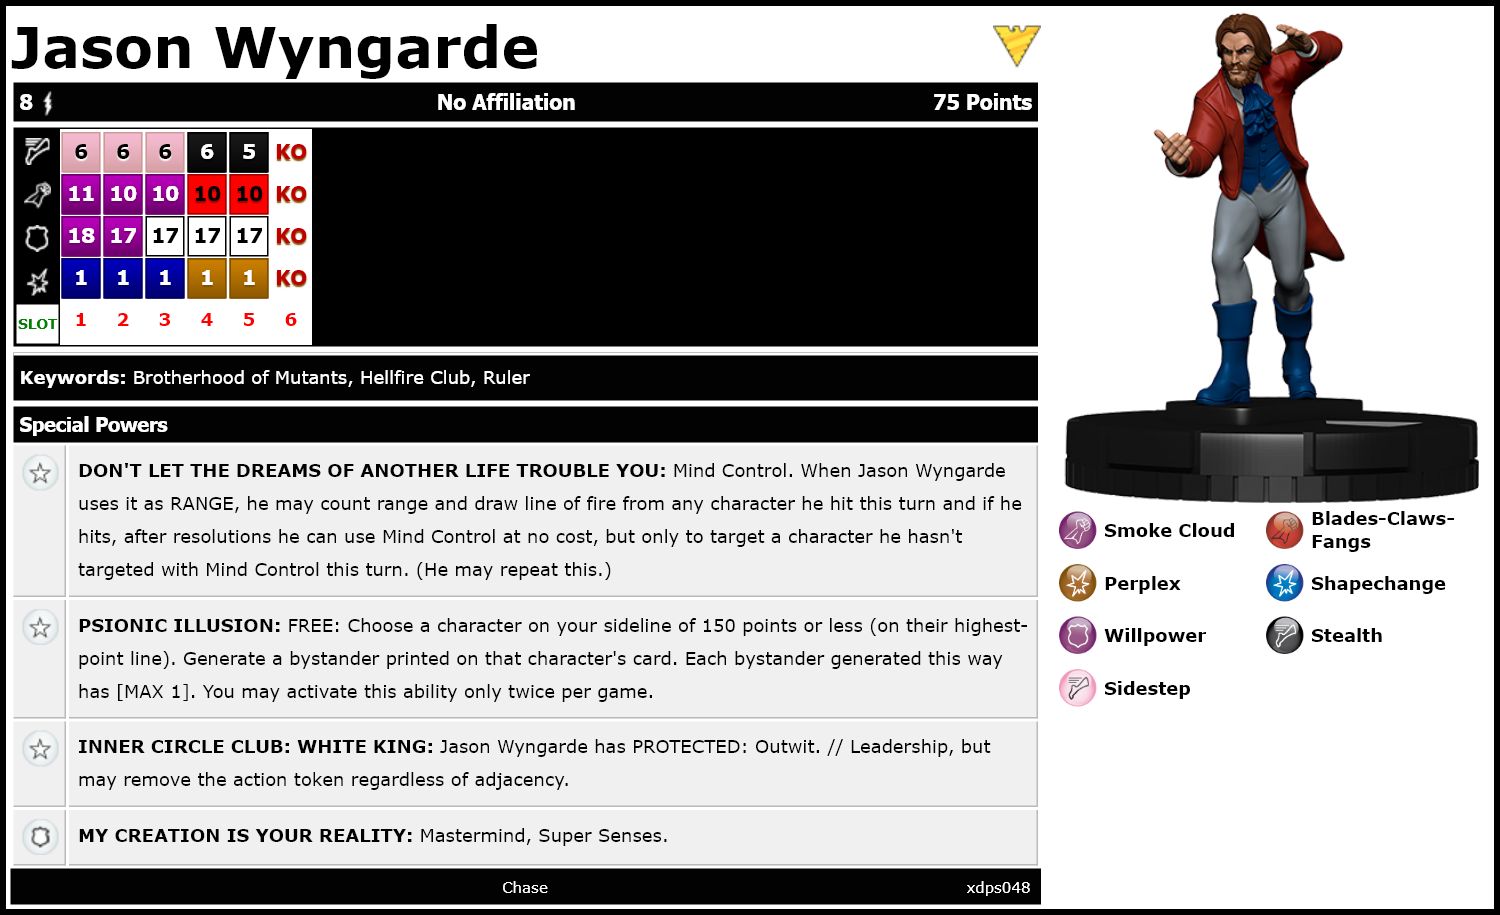 Jason Wyngarde
8 No Affiliation 75 Points
6 6 6 6 5 KO
11 10 10 10 10 KO
18 17 17 17 17 KO
1 1 1 1 1 KO
SLOT 1 2 3 4 5 6
Keywords: Brotherhood of Mutants, Hellfire Club, Ruler
Special Powers
DON'T LET THE DREAMS OF ANOTHER LIFE TROUBLE YOU: Mind Control. When Jason Wyngarde
uses it as RANGE, he may count range and draw line of fire from any character he hit this turn and if he
hits, after resolutions he can use Mind Control at no cost, but only to target a character he hasn't
targeted with Mind Control this turn. (He may repeat this.)
PSIONIC ILLUSION: FREE: Choose a character on your sideline of 150 points or less (on their highest-
point line). Generate a bystander printed on that character's card. Each bystander generated this way
has [MAX 1]. You may activate this ability only twice per game.
INNER CIRCLE CLUB: WHITE KING: Jason Wyngarde has PROTECTED: Outwit. // Leadership, but
may remove the action token regardless of adjacency.
MY CREATION IS YOUR REALITY: Mastermind, Super Senses.
Chase xdps048
Smoke Cloud
Blades-Claws-
Fangs
Perplex
Shapechange
Willpower
Stealth
Sidestep